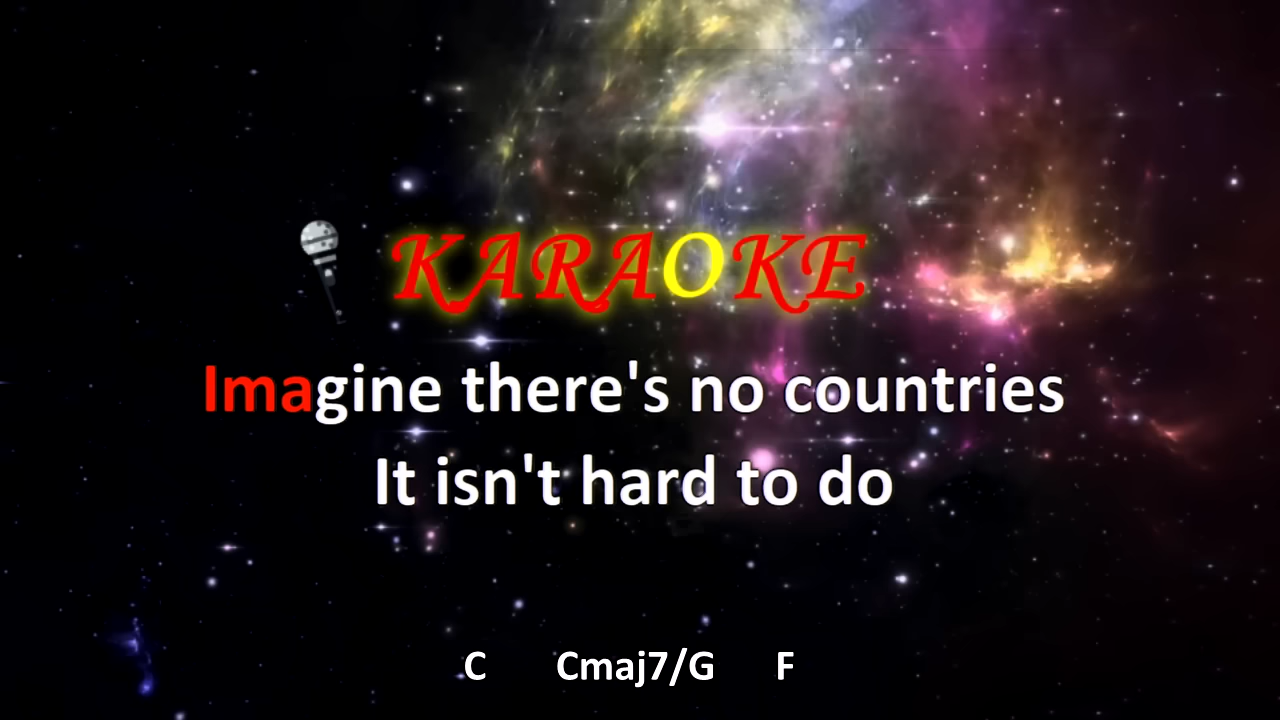 KARAOKE
Imagine there's no countries
It isn't hard to do
C Cmaj7/G F